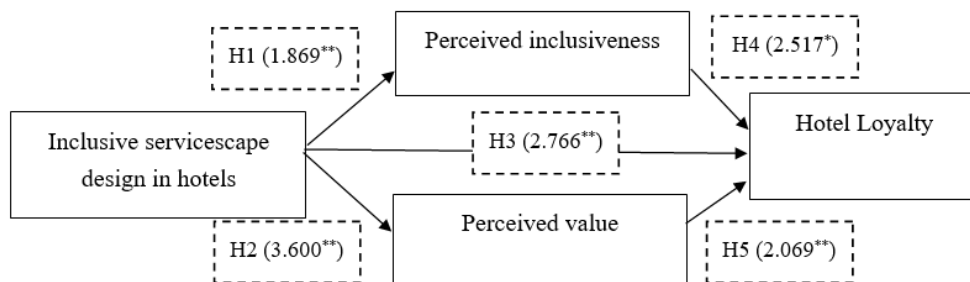 Perceived inclusiveness
H1 (1.869**)
H4 (2.517*)
Inclusive servicescape
design in hotels
H3 (2.766**)
Hotel Loyalty
Perceived value
H2 (3.600**)
H5 (2.069**)